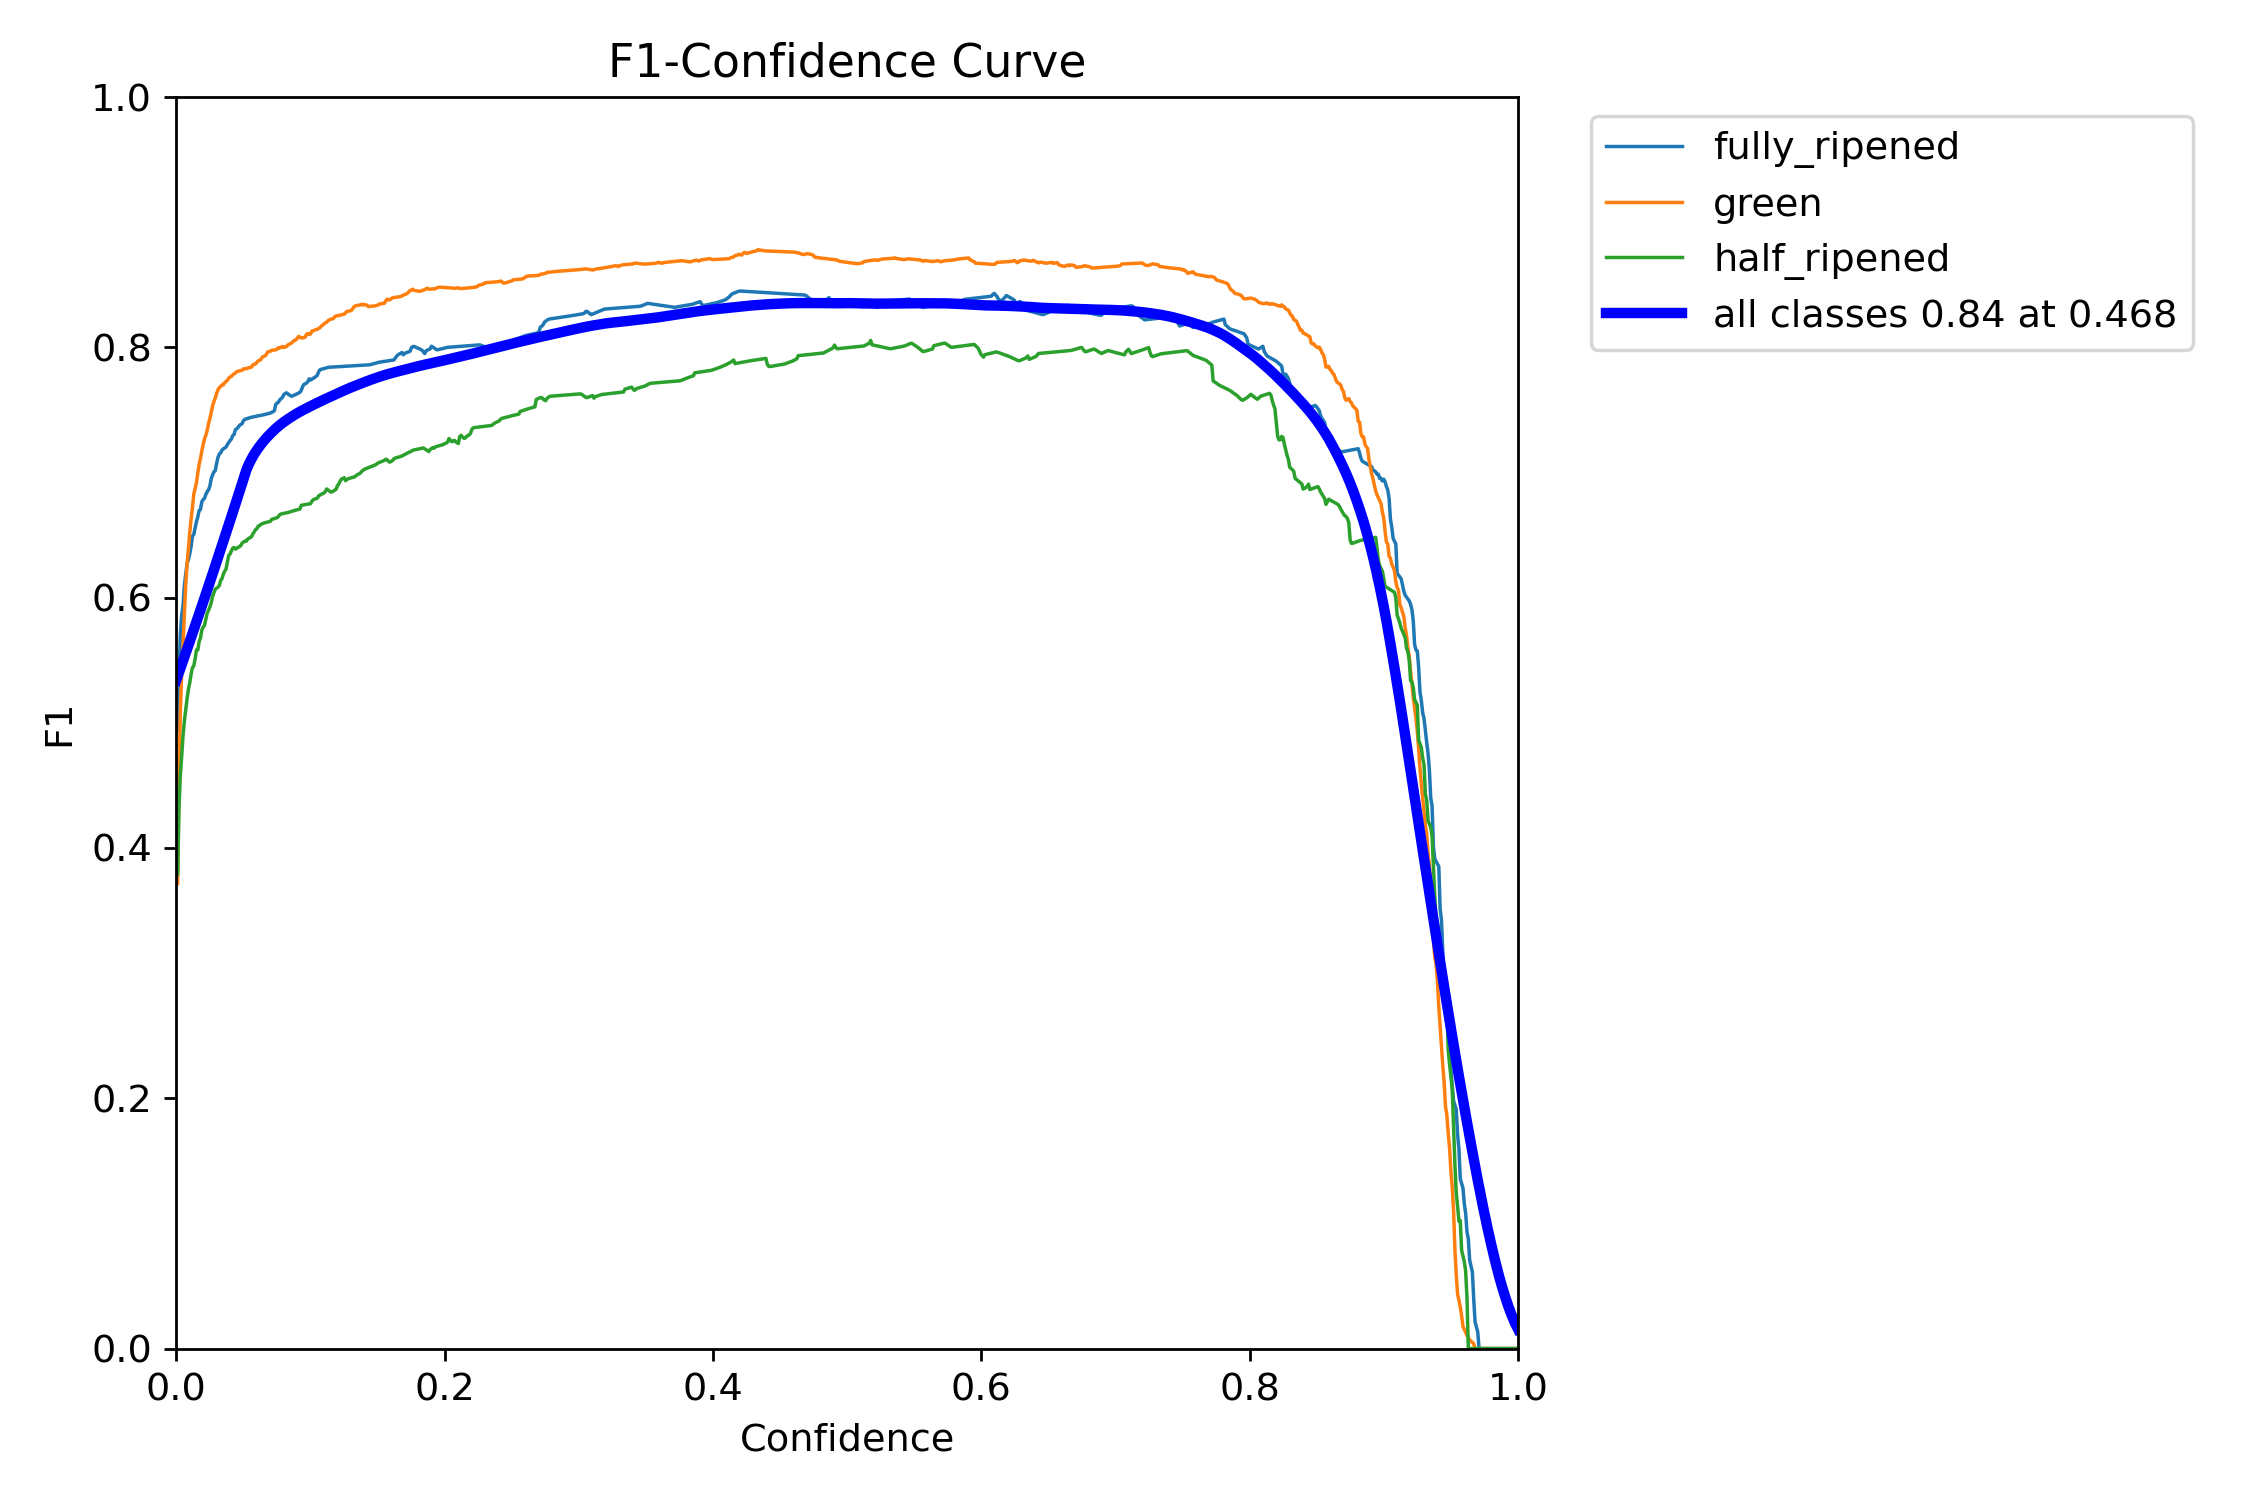 F1-Confidence Curve
1.0
0.8
0.6
0.4
0.2
0.0
F1
0.0 0.2 0.4 0.6 0.8 1.0
Confidence
fully_ripened
green
half_ripened
all classes 0.84 at 0.468